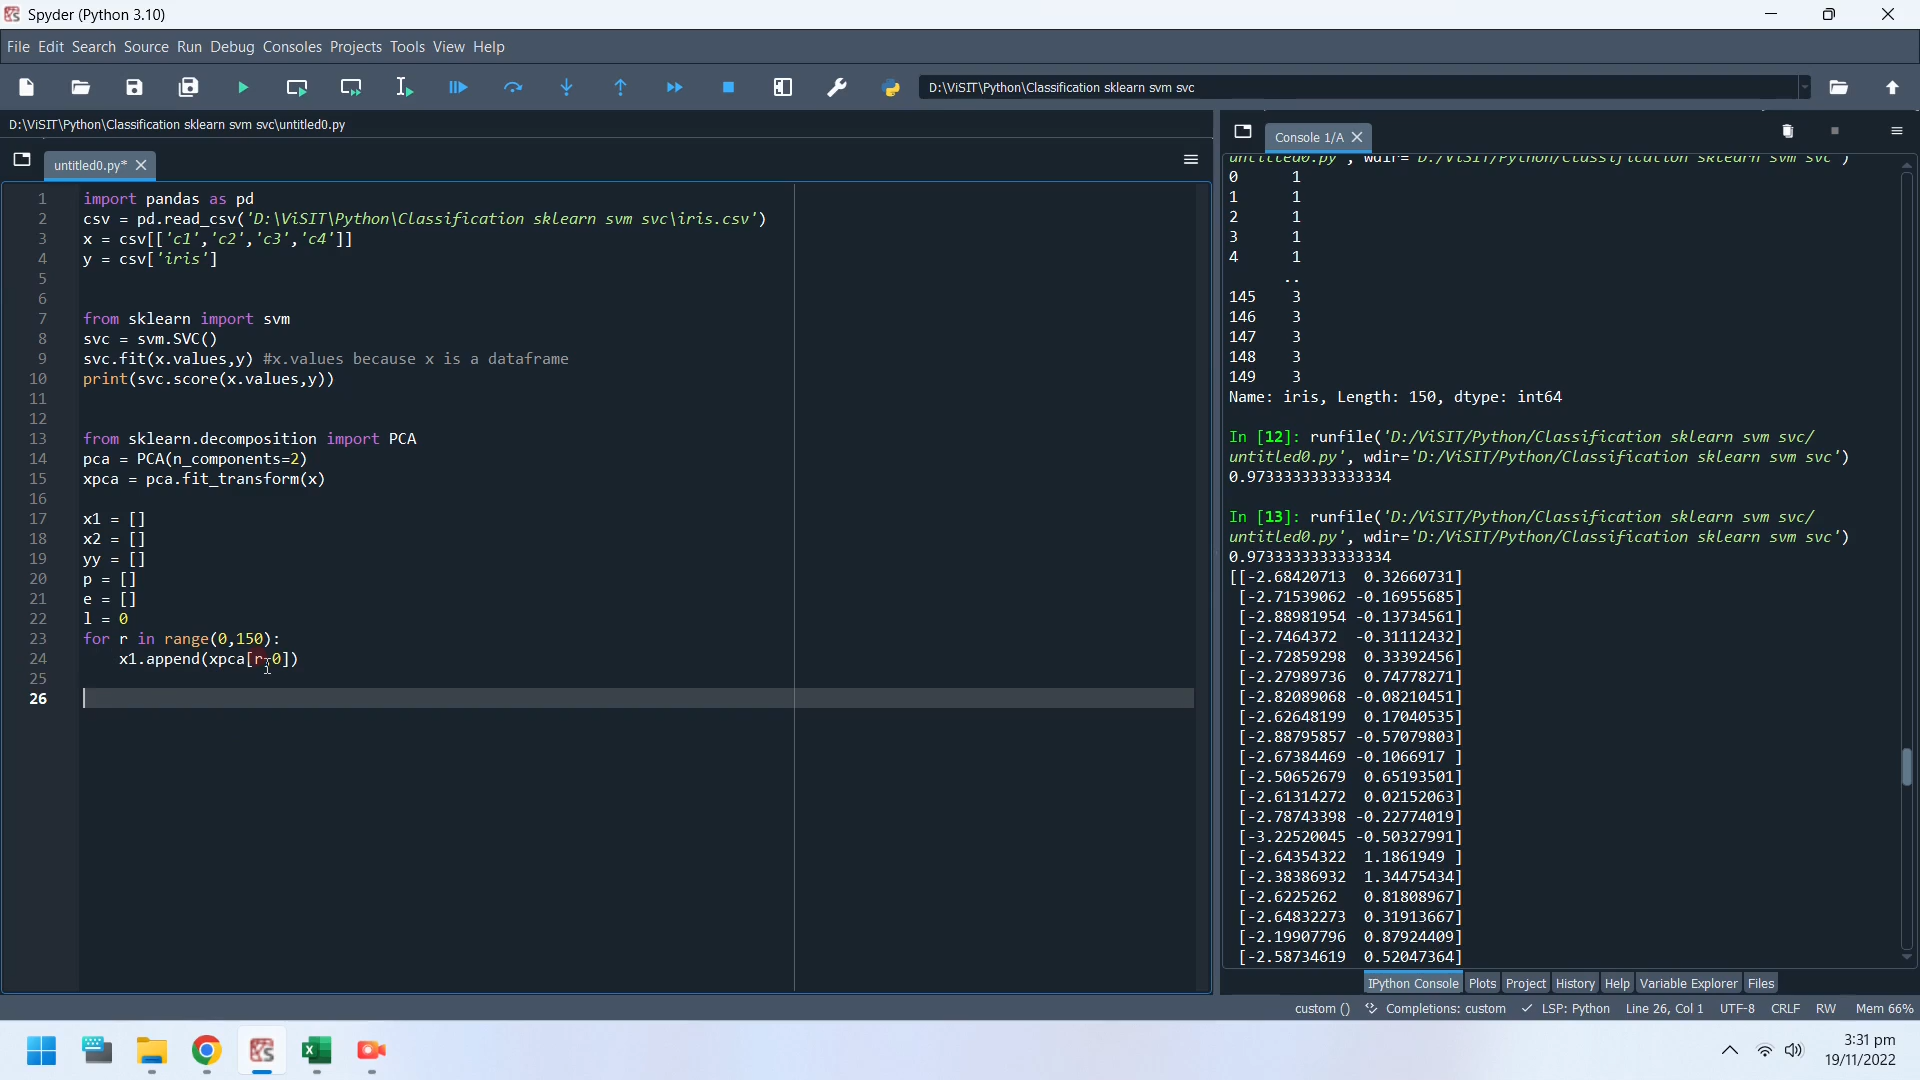 Spyder (Python 3.10)
File Edit Search Source Run Debug Consoles Projects Tools View Help
D:\ViSIT\Python\Classification sklearn svm svc
D:\ViSIT\Python\Classification sklearn svm svc\untitled0.py
untitled0.py*
1 import pandas as pd
2 csv = pd.read_csv('D:\ViSIT\Python\Classification sklearn svm svc\iris.csv')
3 x = csv[['c1','c2','c3','c4']]
4 y = csv['iris']
5
6
7 from sklearn import svm
8 svc = svm.SVC()
9 svc.fit(x.values,y) #x.values because x is a dataframe
10 print(svc.score(x.values,y))
11
12
13 from sklearn.decomposition import PCA
14 pca = PCA(n_components=2)
15 xpca = pca.fit_transform(x)
16
17 x1 = []
18 x2 = []
19 yy = []
20 p = []
21 e = []
22 l = 0
23 for r in range(0,150):
24 x1.append(xpca[r-0])
25
26
Console 1/A
untitled0.py', wdir='D:/ViSIT/Python/Classification sklearn svm svc')
0 1
1 1
2 1
3 1
4 1
..
145 3
146 3
147 3
148 3
149 3
Name: iris, Length: 150, dtype: int64
In [12]: runfile('D:/ViSIT/Python/Classification sklearn svm svc/
untitled0.py', wdir='D:/ViSIT/Python/Classification sklearn svm svc')
0.9733333333333334
In [13]: runfile('D:/ViSIT/Python/Classification sklearn svm svc/
untitled0.py', wdir='D:/ViSIT/Python/Classification sklearn svm svc')
0.9733333333333334
[[-2.68420713 0.32660731]
[-2.71539062 -0.16955685]
[-2.88981954 -0.13734561]
[-2.7464372 -0.31112432]
[-2.72859298 0.33392456]
[-2.27989736 0.74778271]
[-2.82089068 -0.08210451]
[-2.62648199 0.17040535]
[-2.88795857 -0.57079803]
[-2.67384469 -0.1066917 ]
[-2.50652679 0.65193501]
[-2.61314272 0.02152063]
[-2.78743398 -0.22774019]
[-3.22520045 -0.50327991]
[-2.64354322 1.1861949 ]
[-2.38386932 1.34475434]
[-2.6225262 0.81808967]
[-2.64832273 0.31913667]
[-2.19907796 0.87924409]
[-2.58734619 0.52047364]
IPython Console Plots Project History Help Variable Explorer Files
custom () Completions: custom LSP: Python Line 26, Col 1 UTF-8 CRLF RW Mem 66%
3:31 pm
19/11/2022